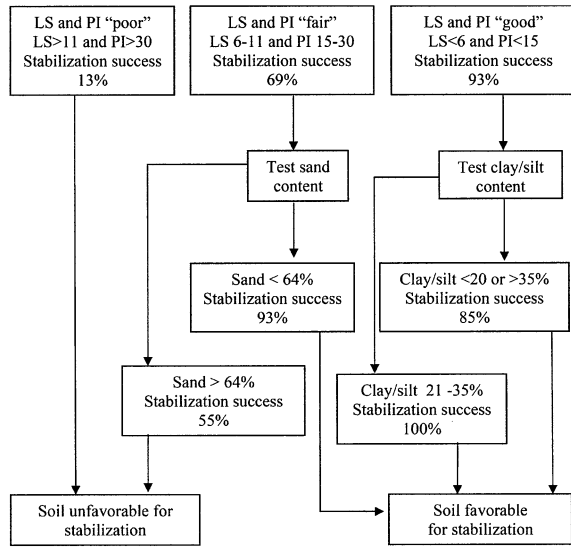 LS and PI “poor”
LS>11 and PI>30
Stabilization success
13%
LS and PI “fair”
LS 6-11 and PI 15-30
Stabilization success
69%
LS and PI “good”
LS<6 and PI<15
Stabilization success
93%
Test sand
content
Test clay/silt
content
Sand < 64%
Stabilization success
93%
Clay/silt <20 or >35%
Stabilization success
85%
Sand > 64%
Stabilization success
55%
Clay/silt 21 -35%
Stabilization success
100%
Soil unfavorable for
stabilization
Soil favorable
for stabilization